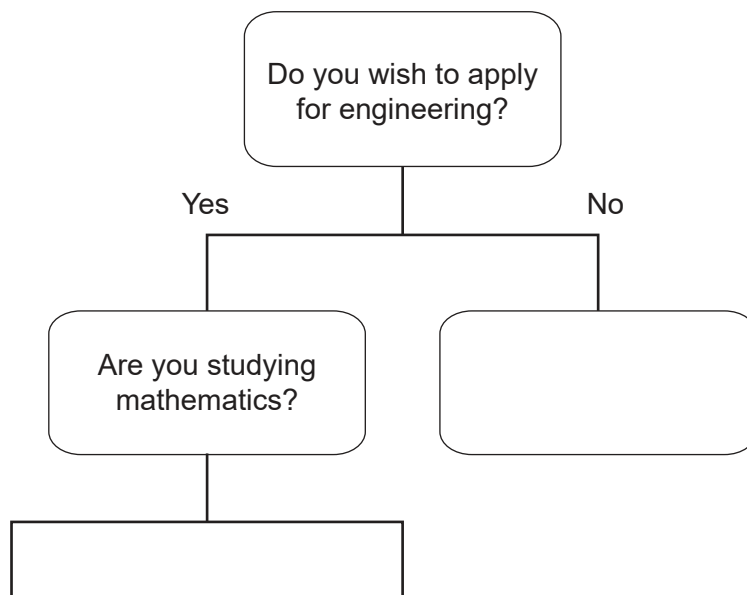 Do you wish to apply
for engineering?
Yes
No
Are you studying
mathematics?